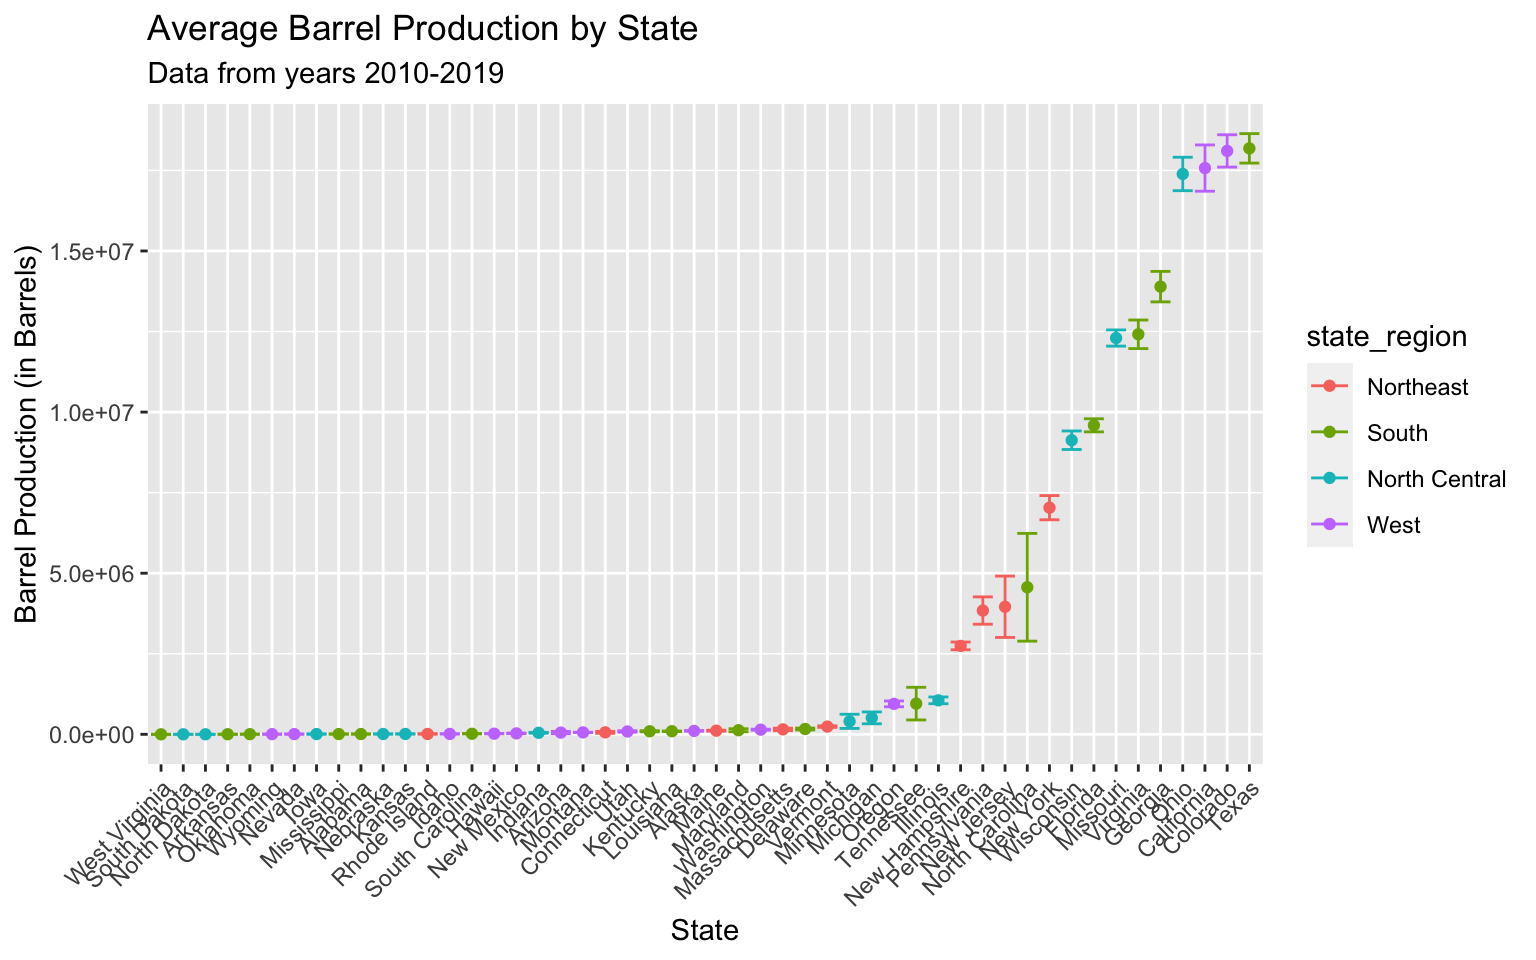 Average Barrel Production by State
Data from years 2010-2019
Barrel Production (in Barrels)
1.5e+07
1.0e+07
5.0e+06
0.0e+00
West Virginia
South Dakota
North Dakota
Arkansas
Oklahoma
Wyoming
Nevada
Iowa
Mississippi
Alabama
Nebraska
Kansas
Rhode Island
Idaho
South Carolina
Hawaii
New Mexico
Indiana
Arizona
Montana
Connecticut
Utah
Kentucky
Louisiana
Alaska
Maine
Maryland
Washington
Massachusetts
Delaware
Vermont
Minnesota
Michigan
Oregon
Tennessee
Illinois
New Hampshire
Pennsylvania
New Jersey
North Carolina
New York
Wisconsin
Florida
Missouri
Virginia
Georgia
Ohio
California
Colorado
Texas
State
state_region
Northeast
South
North Central
West